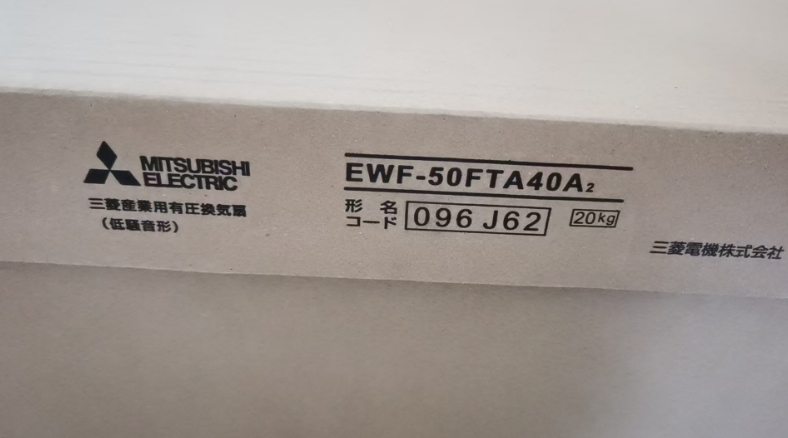 MITSUBISHI
ELECTRIC
三菱産業用有圧換気扇
(低騒音形)
EWF-50FTA40A₂
形名
コード 096 J62 20kg
三菱電機株式会社